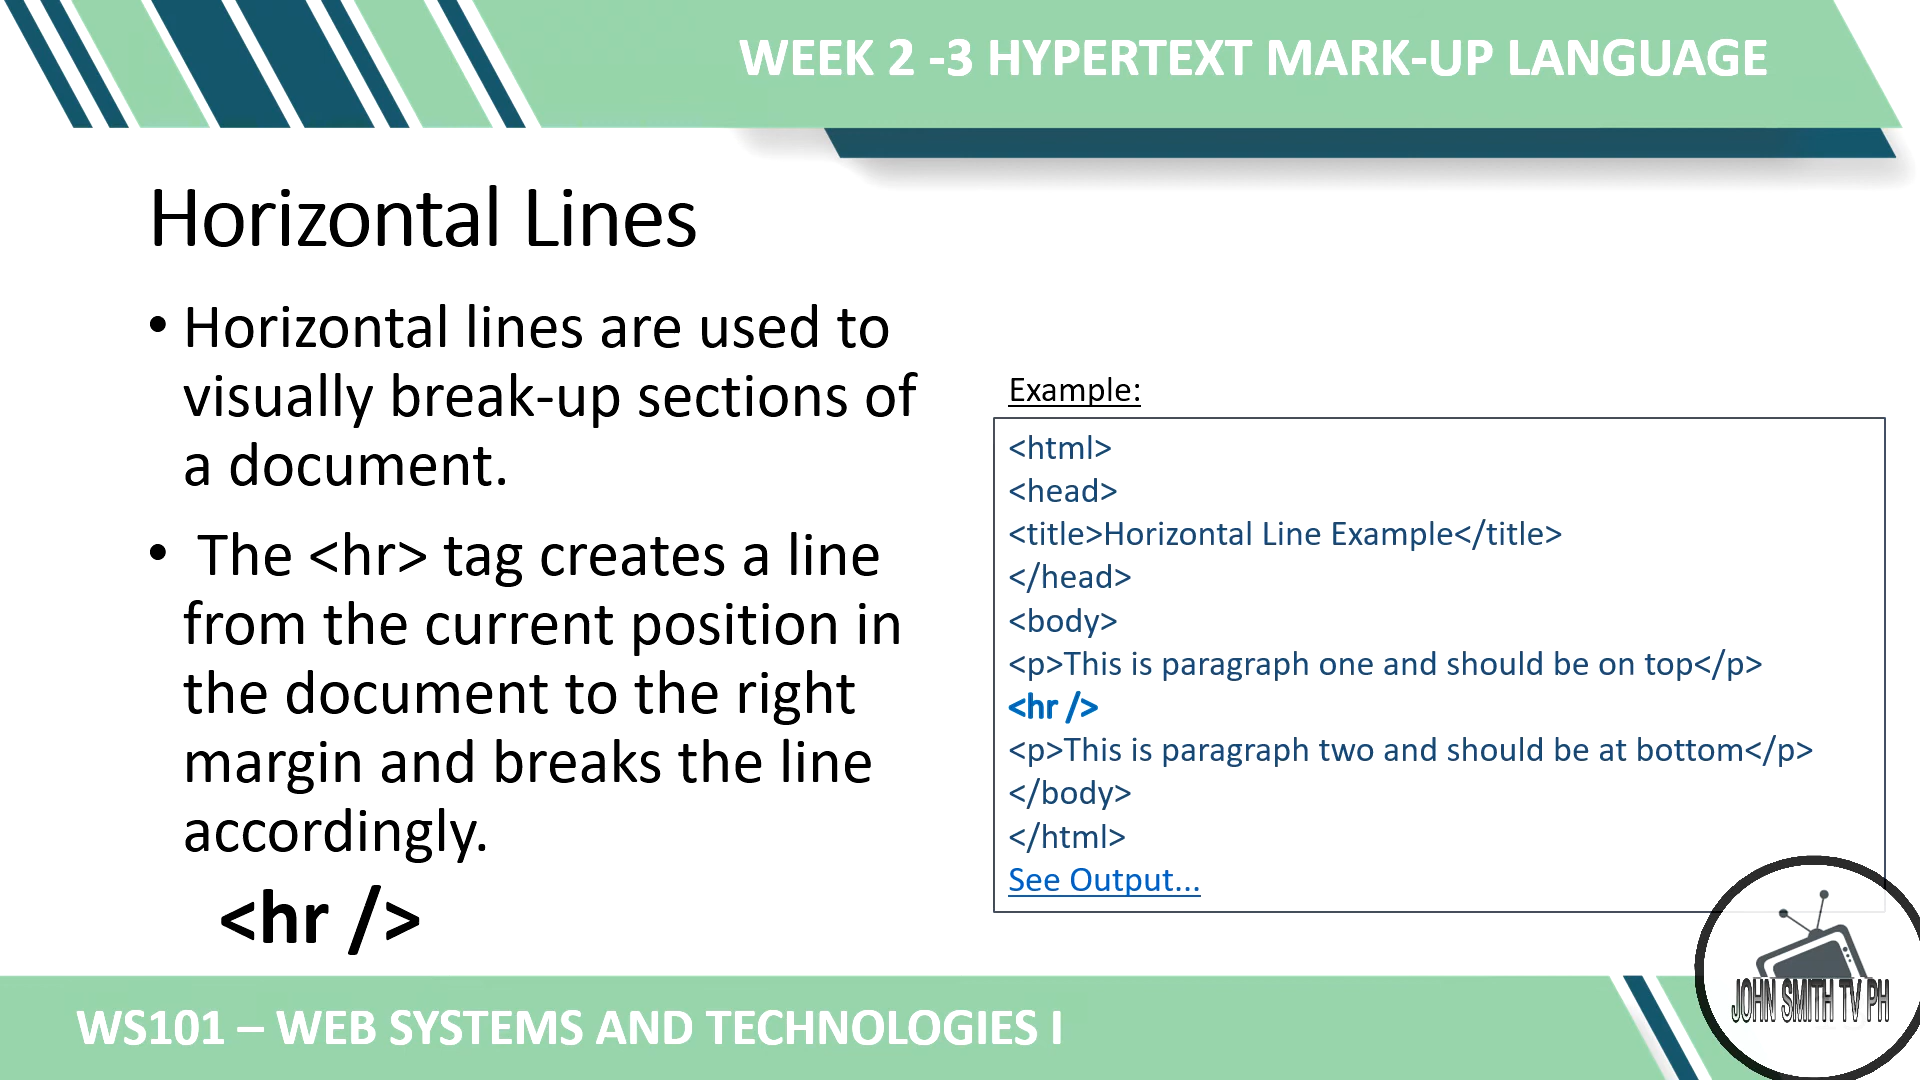 WEEK 2 -3 HYPERTEXT MARK-UP LANGUAGE
Horizontal Lines
• Horizontal lines are used to
visually break-up sections of
a document.
• The <hr> tag creates a line
from the current position in
the document to the right
margin and breaks the line
accordingly.
<hr />
Example:
<html>
<head>
<title>Horizontal Line Example</title>
</head>
<body>
<p>This is paragraph one and should be on top</p>
<hr />
<p>This is paragraph two and should be at bottom</p>
</body>
</html>
See Output...
WS101 – WEB SYSTEMS AND TECHNOLOGIES I
JOHN SMITH TV PH